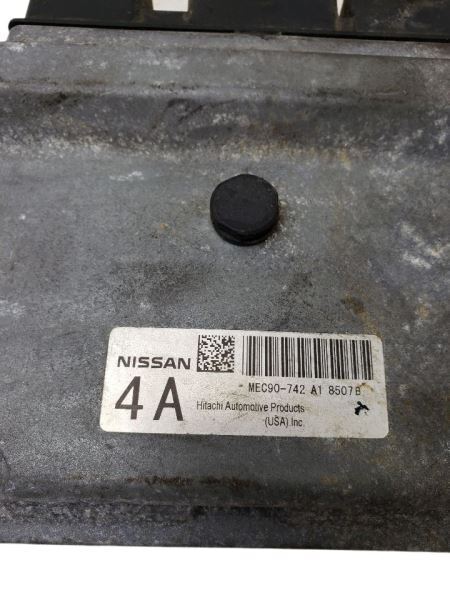 NISSAN
MEC90-742 A1 8507B
4A
Hitachi Automotive Products
(USA).Inc.